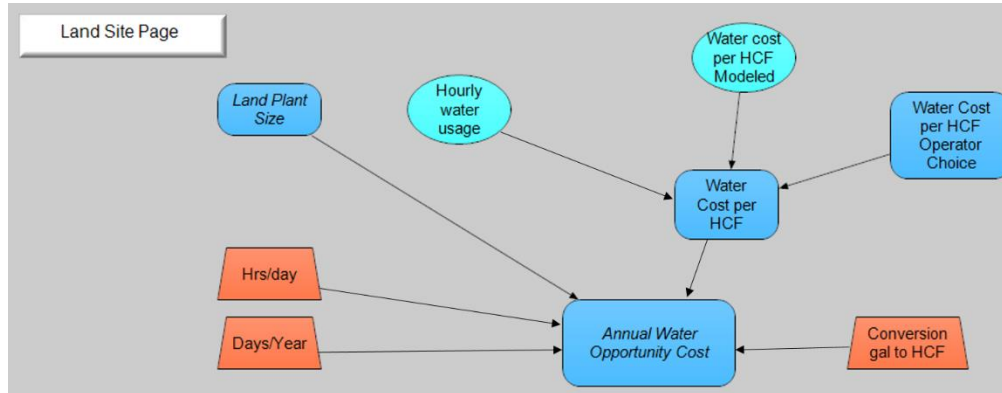 Land Site Page
Water cost
per HCF
Modeled
Land Plant
Size
Hourly
water
usage
Water Cost
per HCF
Operator
Choice
Water
Cost per
HCF
Hrs/day
Days/Year
Annual Water
Opportunity Cost
Conversion
gal to HCF